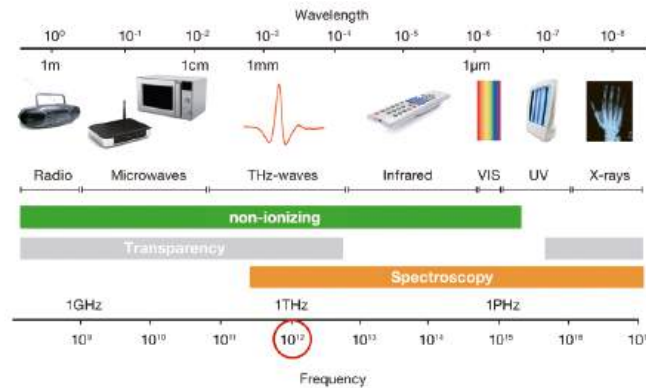 Wavelength
10⁰ 10⁻¹ 10⁻² 10⁻³ 10⁻⁴ 10⁻⁵ 10⁻⁶ 10⁻⁷ 10⁻⁸
1m 1cm 1mm 1µm
Radio Microwaves THz-waves Infrared VIS UV X-rays
non-ionizing
Transparency
Spectroscopy
1GHz 1THz 1PHz
10⁹ 10¹⁰ 10¹¹ 10¹² 10¹³ 10¹⁴ 10¹⁵ 10¹⁶
Frequency